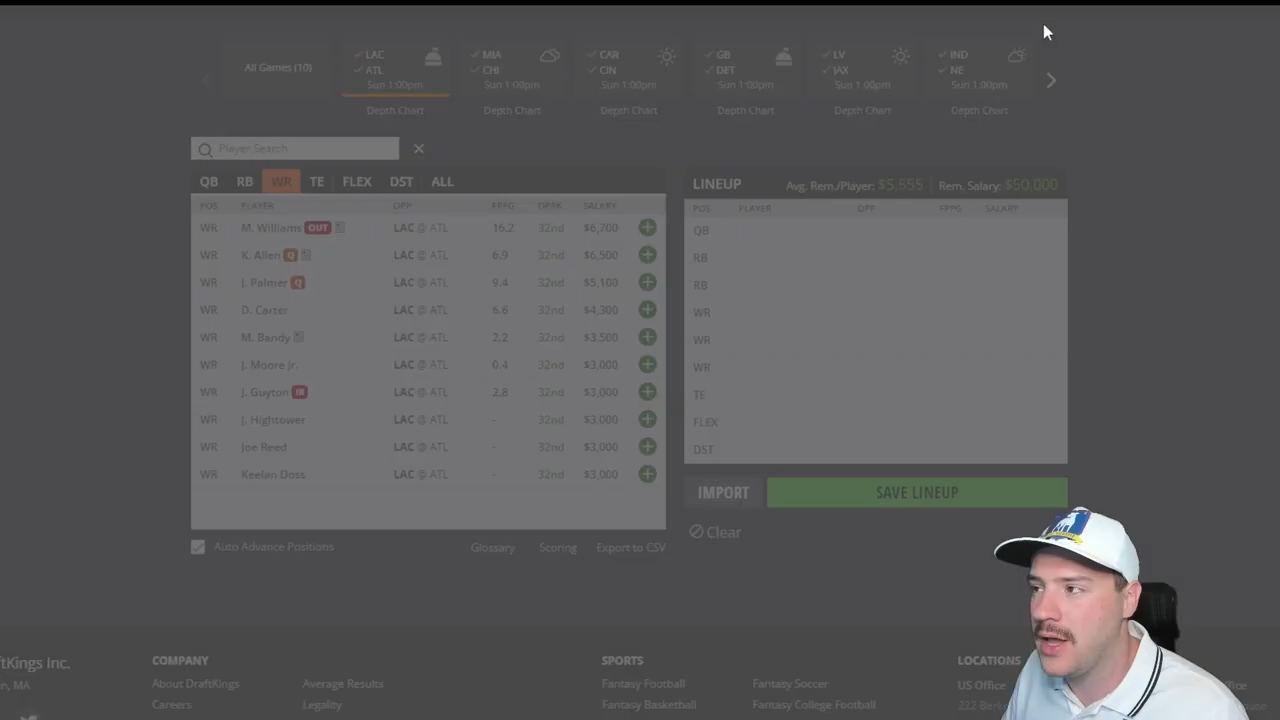 All Games (10)
LAC
ATL
Sun 1:00pm
Depth Chart
MIA
CHI
Sun 1:00pm
Depth Chart
CAR
CIN
Sun 1:00pm
Depth Chart
GB
DET
Sun 1:00pm
Depth Chart
LV
JAX
Sun 1:00pm
Depth Chart
IND
NE
Sun 1:00pm
Depth Chart
Player Search
QB RB WR TE FLEX DST ALL
POS PLAYER OPP FPPG OPRK SALARY
WR M. Williams OUT LAC @ ATL 16.2 32nd $6,700
WR K. Allen Q LAC @ ATL 6.9 32nd $6,500
WR J. Palmer Q LAC @ ATL 9.4 32nd $5,100
WR D. Carter LAC @ ATL 6.6 32nd $4,300
WR M. Bandy LAC @ ATL 2.2 32nd $3,500
WR J. Moore Jr. LAC @ ATL 0.4 32nd $3,000
WR J. Guyton IR LAC @ ATL 2.8 32nd $3,000
WR J. Hightower LAC @ ATL - 32nd $3,000
WR Joe Reed LAC @ ATL - 32nd $3,000
WR Keelan Doss LAC @ ATL - 32nd $3,000
Auto Advance Positions Glossary Scoring Export to CSV
LINEUP Avg. Rem./Player: $5,555 Rem. Salary: $50,000
POS PLAYER OPP FPPG SALARY
QB
RB
RB
WR
WR
WR
TE
FLEX
DST
IMPORT SAVE LINEUP
Clear
ftKings Inc.
n, MA
COMPANY
About DraftKings Average Results
Careers Legality
SPORTS
Fantasy Football Fantasy Soccer
Fantasy Basketball Fantasy College Football
LOCATIONS
US Office
222 Berk